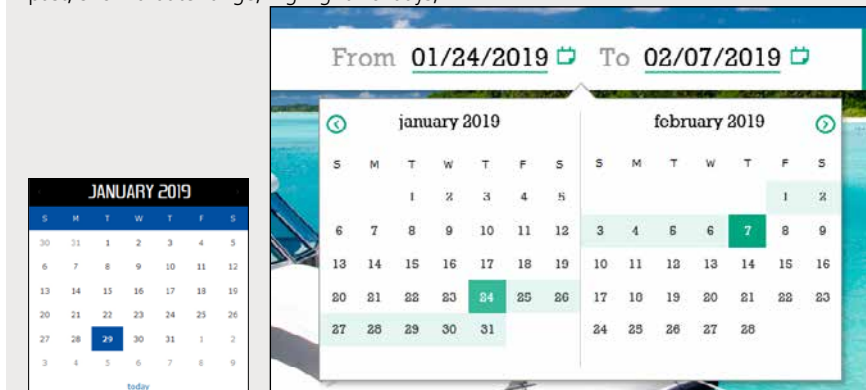 From 01/24/2019 To 02/07/2019
january 2019
S M T W T F S
1 2 3 4 5
6 7 8 9 10 11 12
13 14 15 16 17 18 19
20 21 22 23 24 25 26
27 28 29 30 31
february 2019
S M T W T F S
1 2
3 4 5 6 7 8 9
10 11 12 13 14 15 16
17 18 19 20 21 22 23
24 25 26 27 28
JANUARY 2019
S M T W T F S
30 31 1 2 3 4 5
6 7 8 9 10 11 12
13 14 15 16 17 18 19
20 21 22 23 24 25 26
27 28 29 30 31 1 2
3 4 5 6 7 8 9
today